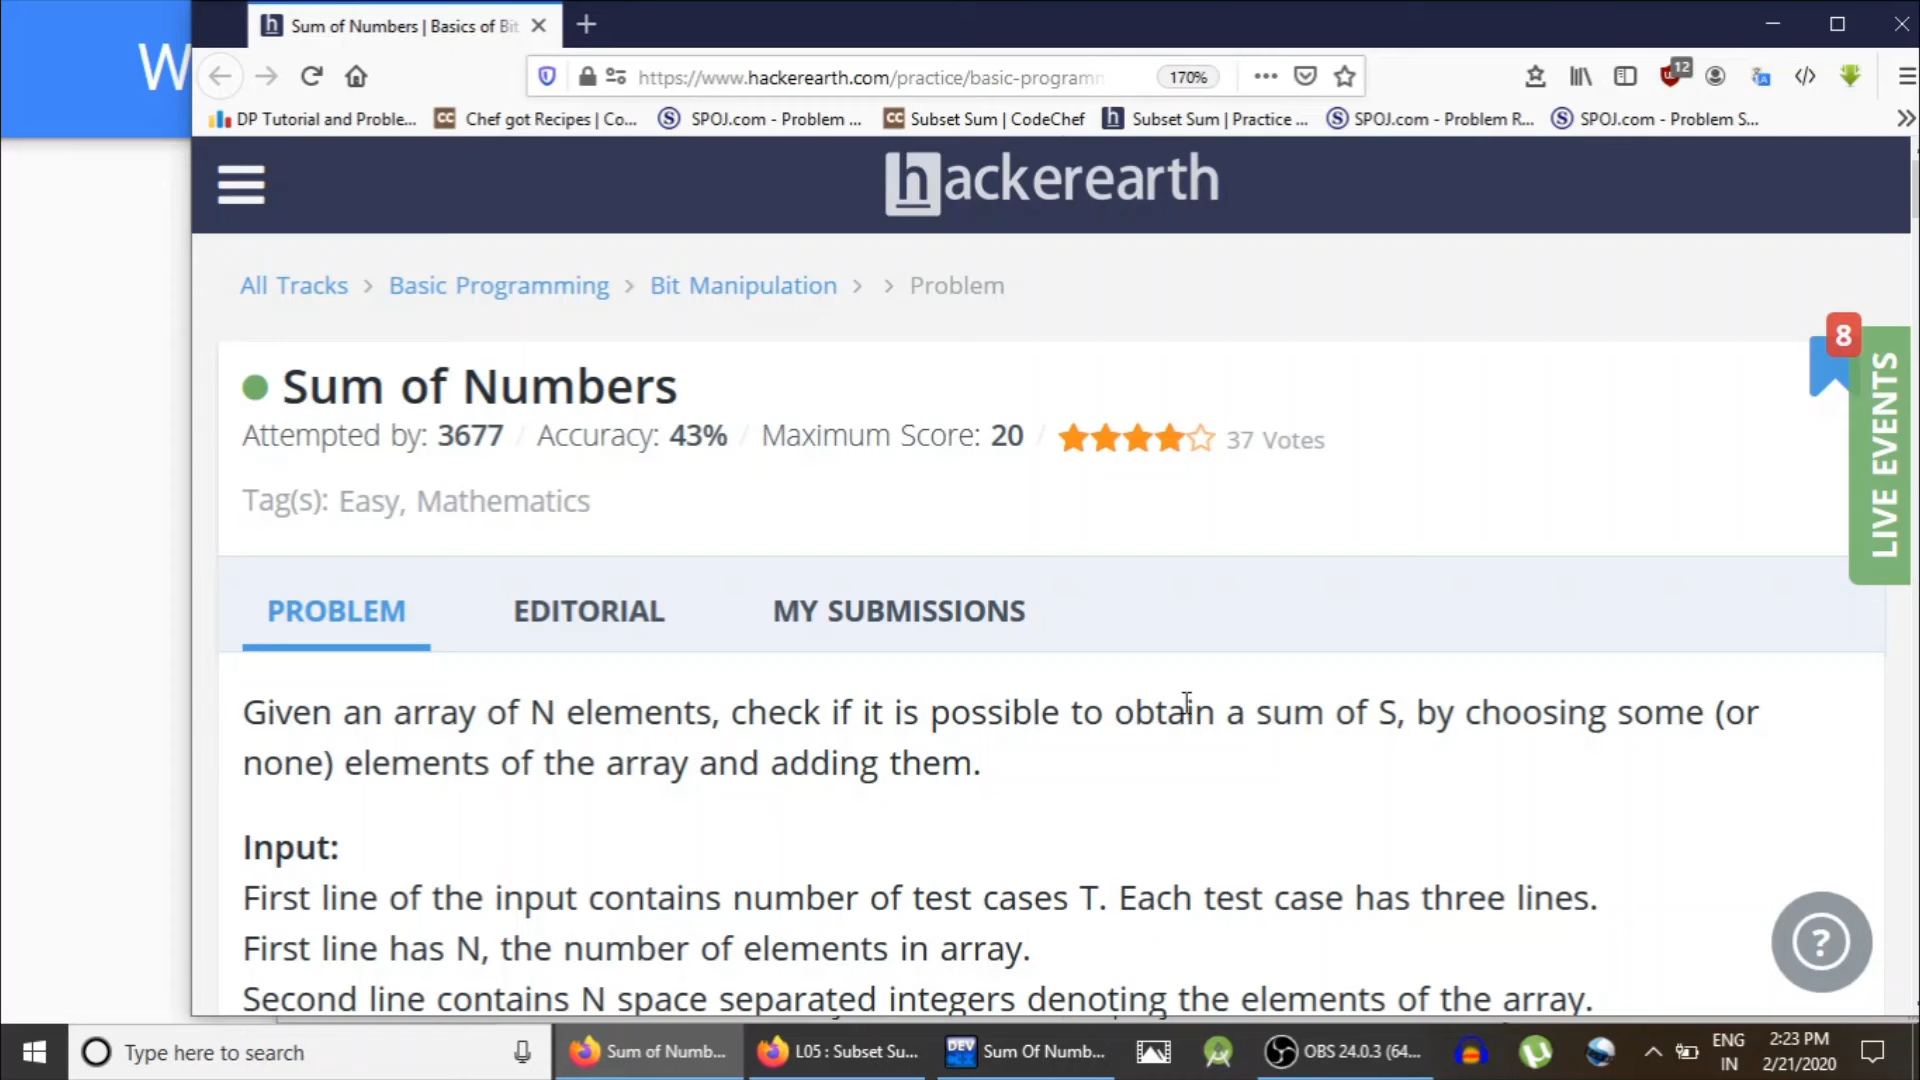 W
Sum of Numbers | Basics of Bit
https://www.hackerearth.com/practice/basic-programm
170%
12
DP Tutorial and Proble...
CC Chef got Recipes | Co...
S SPOJ.com - Problem ...
CC Subset Sum | CodeChef
h Subset Sum | Practice ...
S SPOJ.com - Problem R...
S SPOJ.com - Problem S...
hackerearth
All Tracks > Basic Programming > Bit Manipulation > > Problem
8
LIVE EVENTS
Sum of Numbers
Attempted by: 3677 / Accuracy: 43% / Maximum Score: 20 / 37 Votes
Tag(s): Easy, Mathematics
PROBLEM EDITORIAL MY SUBMISSIONS
Given an array of N elements, check if it is possible to obtain a sum of S, by choosing some (or
none) elements of the array and adding them.
Input:
First line of the input contains number of test cases T. Each test case has three lines.
First line has N, the number of elements in array.
Second line contains N space separated integers denoting the elements of the array.
?
Type here to search
Sum of Numb...
L05 : Subset Su...
DEV Sum Of Numb...
OBS 24.0.3 (64...
ENG
IN
2:23 PM
2/21/2020